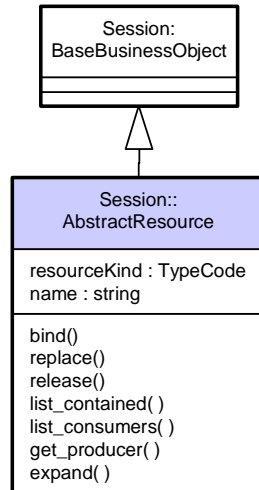 Session:
BaseBusinessObject
Session::
AbstractResource
resourceKind : TypeCode
name : string
bind()
replace()
release()
list_contained( )
list_consumers( )
get_producer( )
expand( )